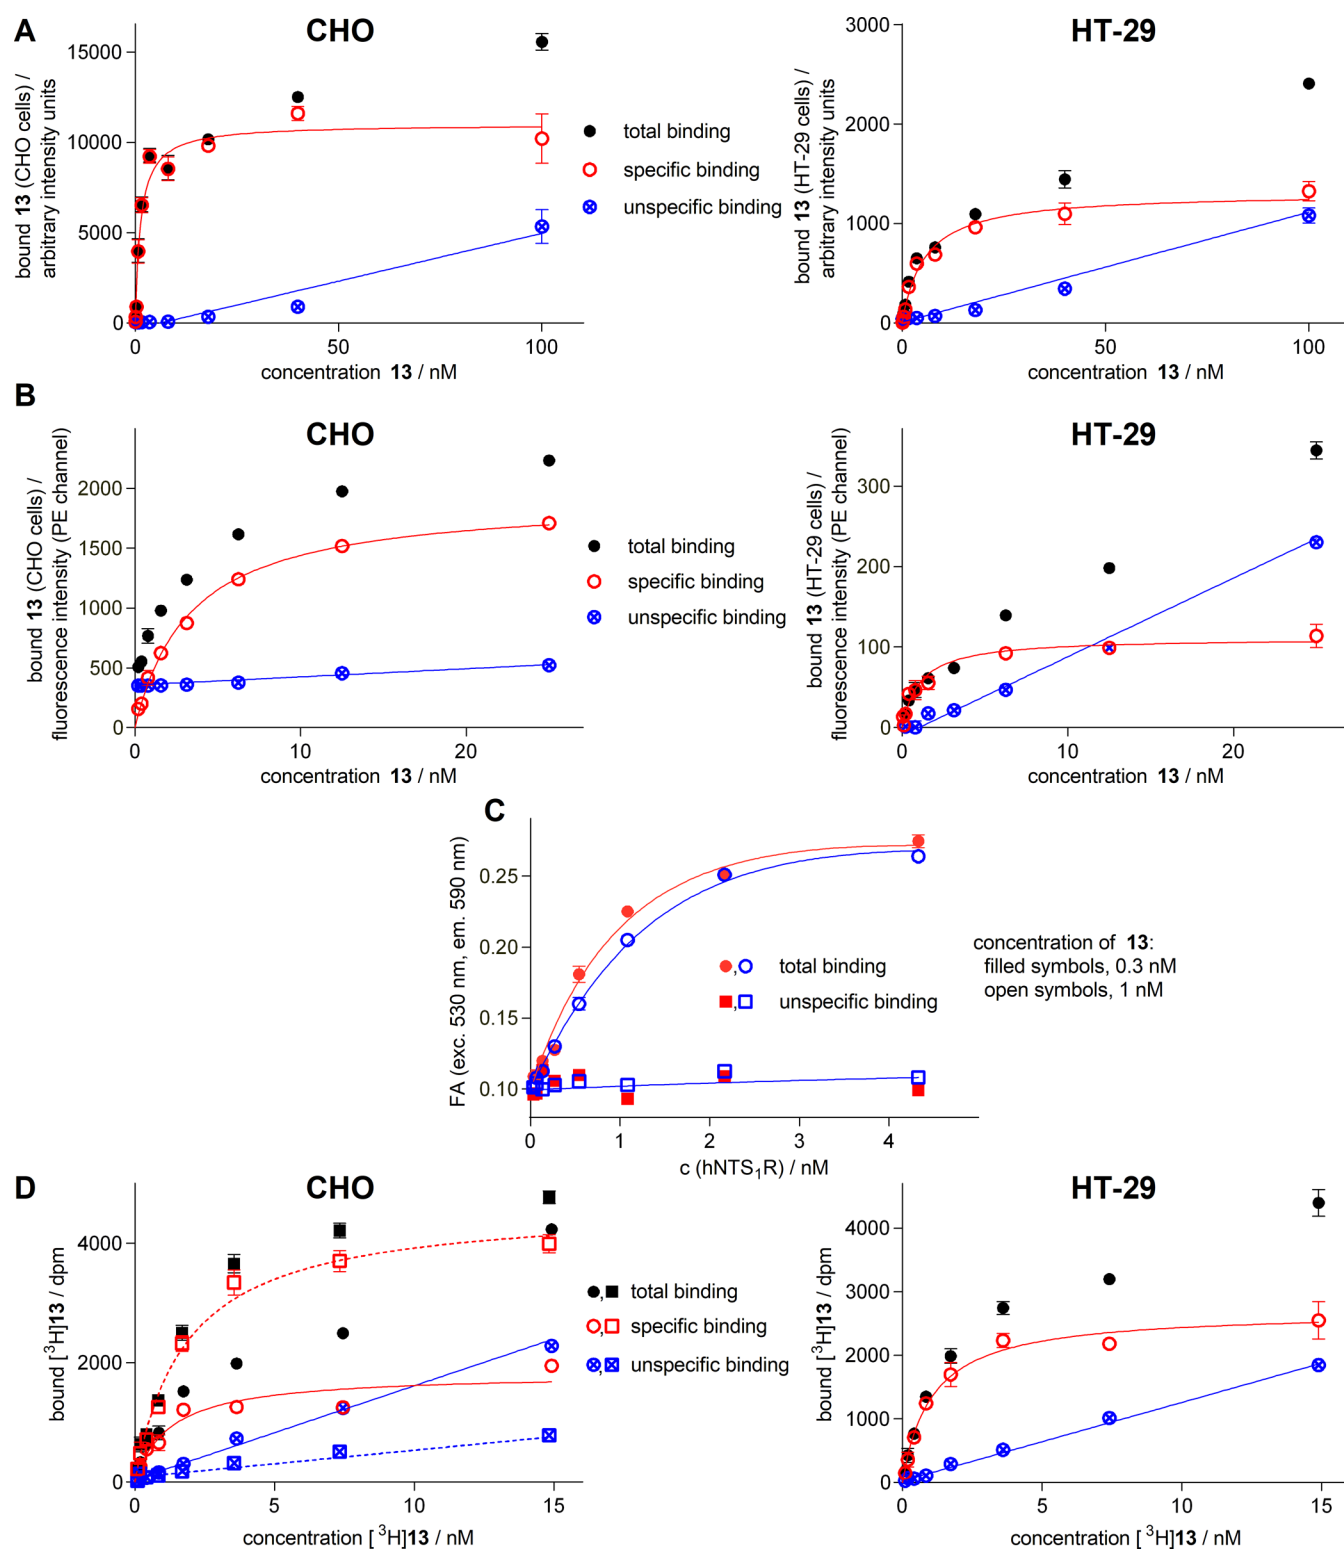 A
CHO
bound 13 (CHO cells) /
arbitrary intensity units
15000
10000
5000
0
0
50
100
concentration 13 / nM
total binding
specific binding
unspecific binding
HT-29
bound 13 (HT-29 cells) /
arbitrary intensity units
3000
2000
1000
0
0
50
100
concentration 13 / nM
B
CHO
bound 13 (CHO cells) /
fluorescence intensity (PE channel)
2000
1500
1000
500
0
0
10
20
concentration 13 / nM
total binding
specific binding
unspecific binding
HT-29
bound 13 (HT-29 cells) /
fluorescence intensity (PE channel)
300
200
100
0
0
10
20
concentration 13 / nM
C
FA (exc. 530 nm, em. 590 nm)
0.25
0.20
0.15
0.10
0
1
2
3
4
c (hNTS₁R) / nM
, total binding
, unspecific binding
concentration of 13:
filled symbols, 0.3 nM
open symbols, 1 nM
D
CHO
bound [³H]13 / dpm
4000
2000
0
0
5
10
15
concentration [³H]13 / nM
, total binding
, specific binding
, unspecific binding
HT-29
bound [³H]13 / dpm
4000
3000
2000
1000
0
0
5
10
15
concentration [³H]13 / nM